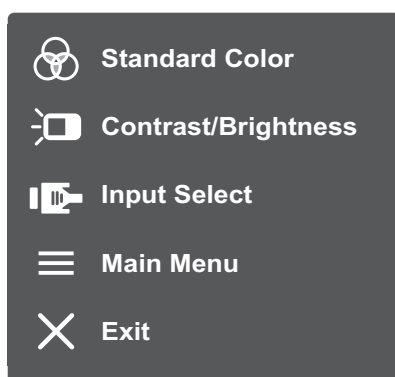 Standard Color
Contrast/Brightness
Input Select
Main Menu
Exit